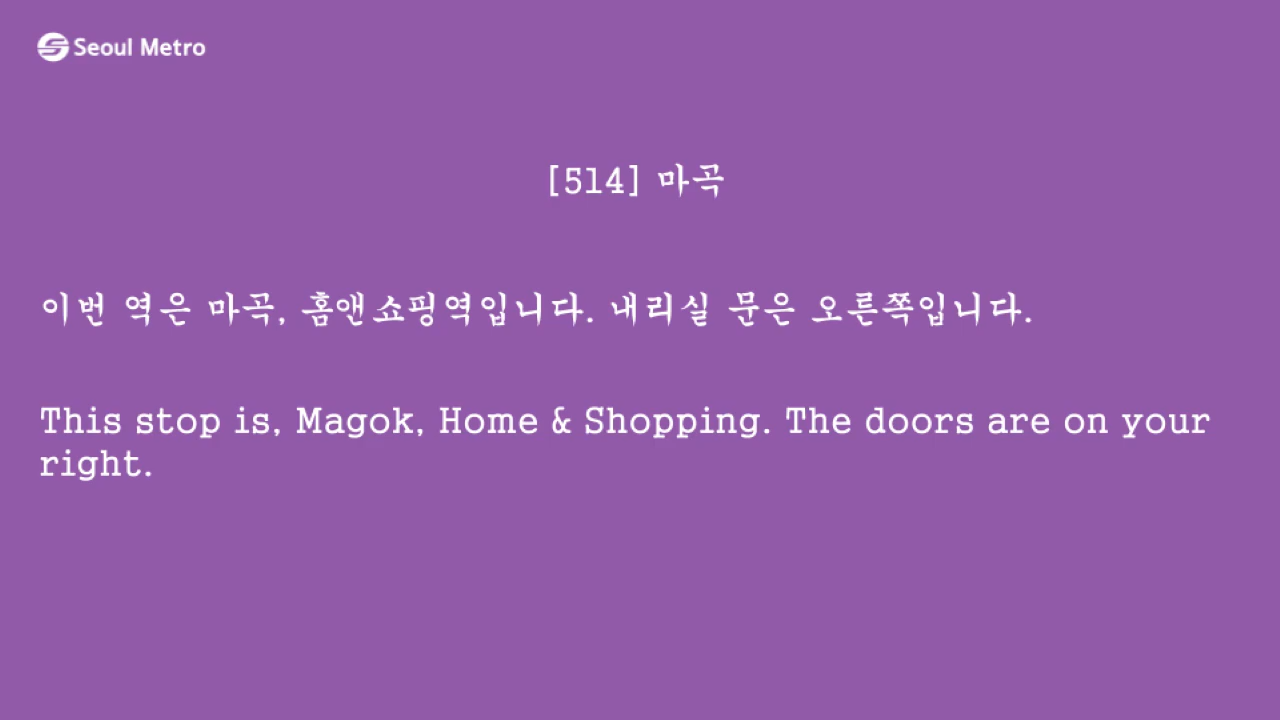 Seoul Metro
[514] 마곡
이번 역은 마곡, 홈앤쇼핑역입니다. 내리실 문은 오른쪽입니다.
This stop is, Magok, Home & Shopping. The doors are on your
right.